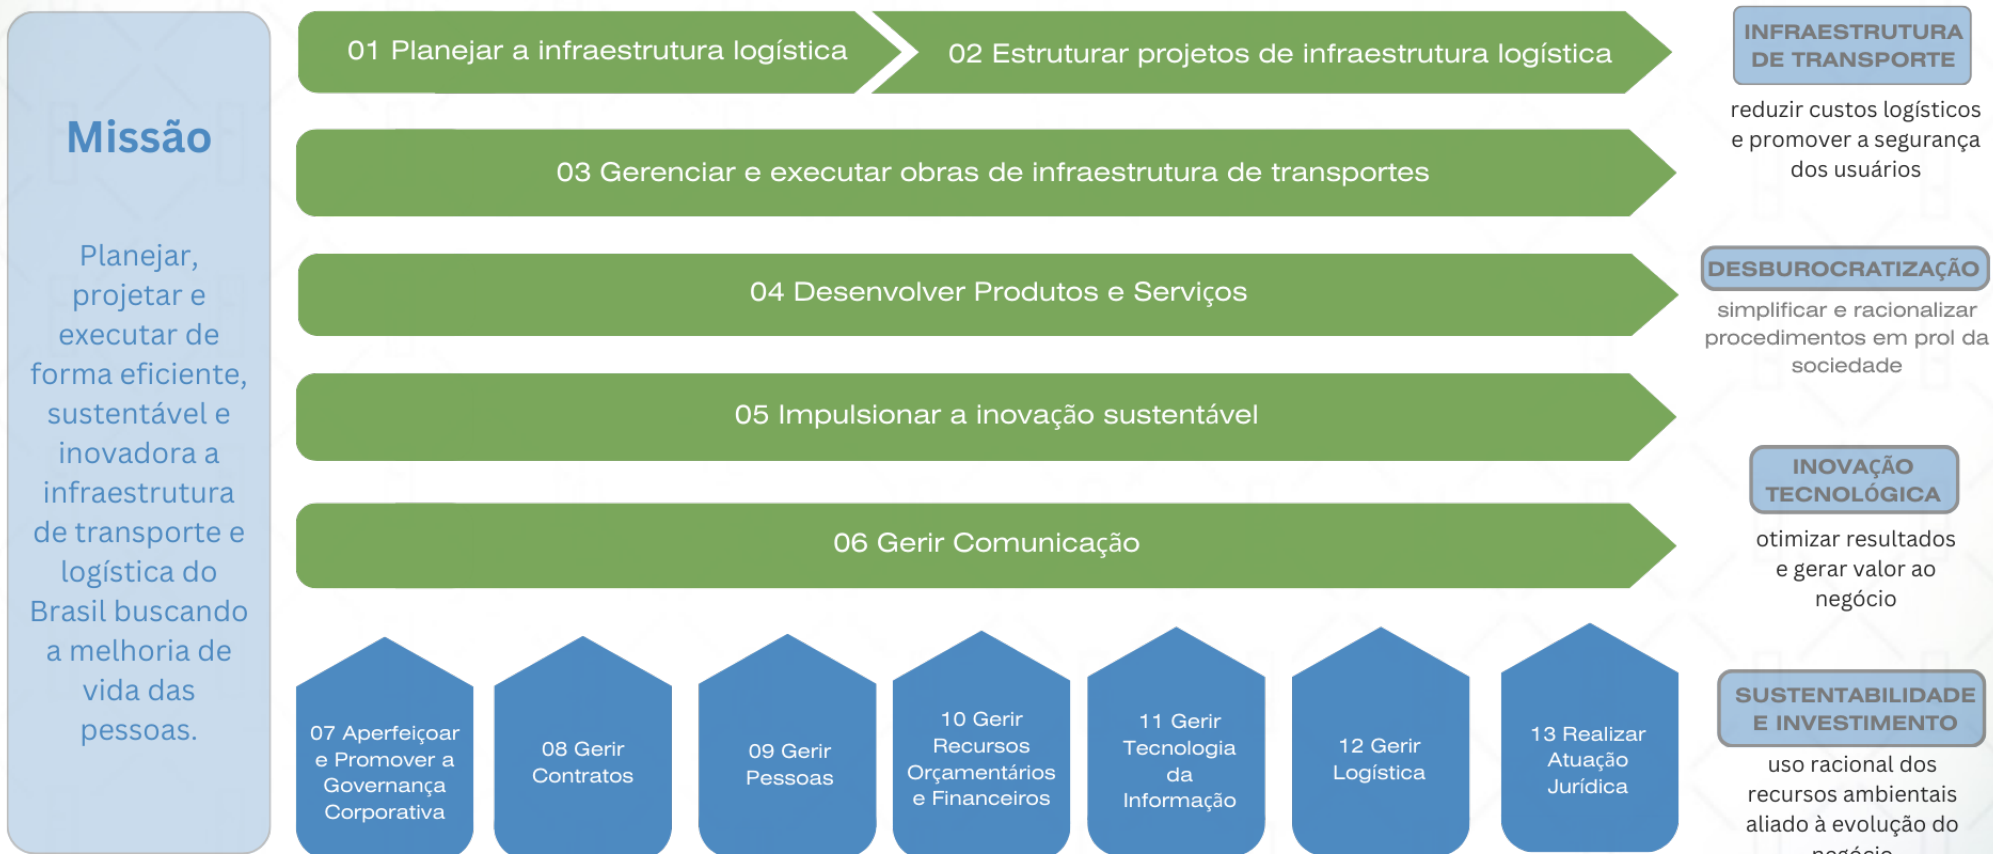 Missão
Planejar,
projetar e
executar de
forma eficiente,
sustentável e
inovadora a
infraestrutura
de transporte e
logística do
Brasil buscando
a melhoria de
vida das
pessoas.
01 Planejar a infraestrutura logística
02 Estruturar projetos de infraestrutura logística
03 Gerenciar e executar obras de infraestrutura de transportes
04 Desenvolver Produtos e Serviços
05 Impulsionar a inovação sustentável
06 Gerir Comunicação
07 Aperfeiçoar
e Promover a
Governança
Corporativa
08 Gerir
Contratos
09 Gerir
Pessoas
10 Gerir
Recursos
Orçamentários
e Financeiros
11 Gerir
Tecnologia
da
Informação
12 Gerir
Logística
13 Realizar
Atuação
Jurídica
INFRAESTRUTURA
DE TRANSPORTE
reduzir custos logísticos
e promover a segurança
dos usuários
DESBUROCRATIZAÇÃO
simplificar e racionalizar
procedimentos em prol da
sociedade
INOVAÇÃO
TECNOLÓGICA
otimizar resultados
e gerar valor ao
negócio
SUSTENTABILIDADE
E INVESTIMENTO
uso racional dos
recursos ambientais
aliado à evolução do
negócio